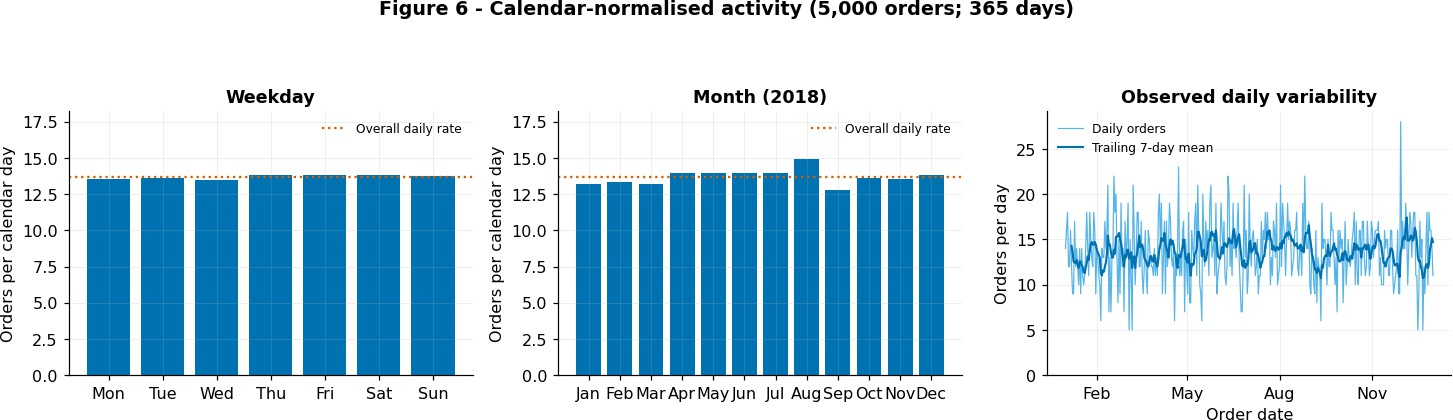 Figure 6 - Calendar-normalised activity (5,000 orders; 365 days)
Weekday
Orders per calendar day
17.5
15.0
12.5
10.0
7.5
5.0
2.5
0.0
Overall daily rate
Mon Tue Wed Thu Fri Sat Sun
Month (2018)
Orders per calendar day
17.5
15.0
12.5
10.0
7.5
5.0
2.5
0.0
Overall daily rate
Jan Feb Mar Apr May Jun Jul Aug Sep Oct Nov Dec
Observed daily variability
Orders per day
25
20
15
10
5
0
Daily orders
Trailing 7-day mean
Feb May Aug Nov
Order date